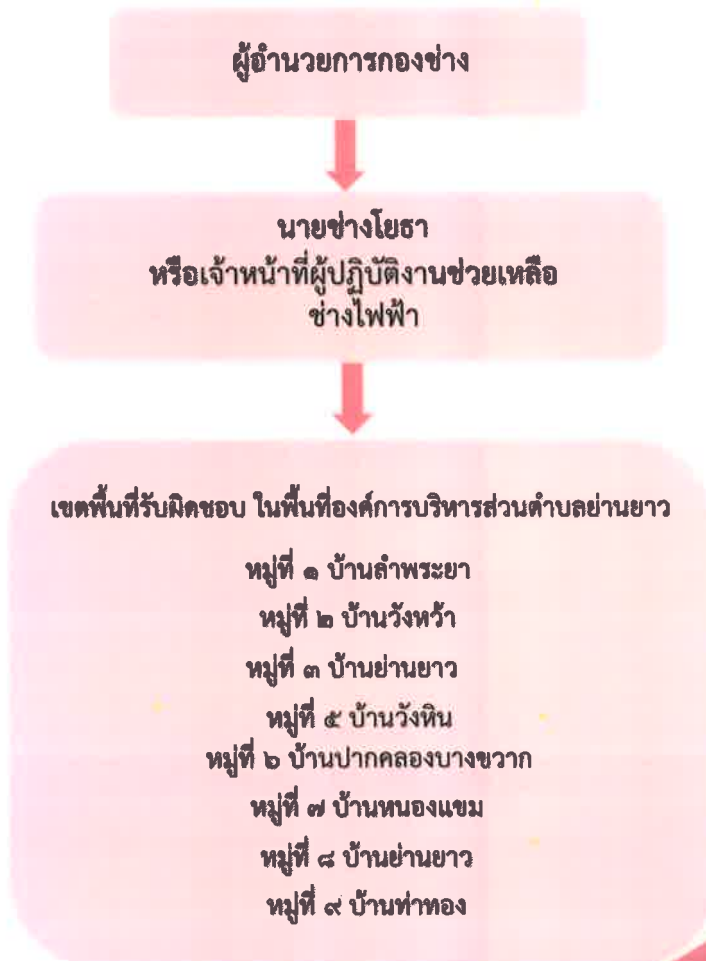 ผู้อำนวยการกองช่าง
นายช่างโยธา
หรือเจ้าหน้าที่ผู้ปฏิบัติงานช่วยเหลือ
ช่างไฟฟ้า
เขตพื้นที่รับผิดชอบ ในพื้นที่องค์การบริหารส่วนตำบลย่านยาว
หมู่ที่ ๑ บ้านลำพระยา
หมู่ที่ ๒ บ้านวังหว้า
หมู่ที่ ๓ บ้านย่านยาว
หมู่ที่ ๕ บ้านวังหิน
หมู่ที่ ๖ บ้านปากคลองบางขวาก
หมู่ที่ ๗ บ้านหนองแขม
หมู่ที่ ๘ บ้านย่านยาว
หมู่ที่ ๙ บ้านท่าทอง